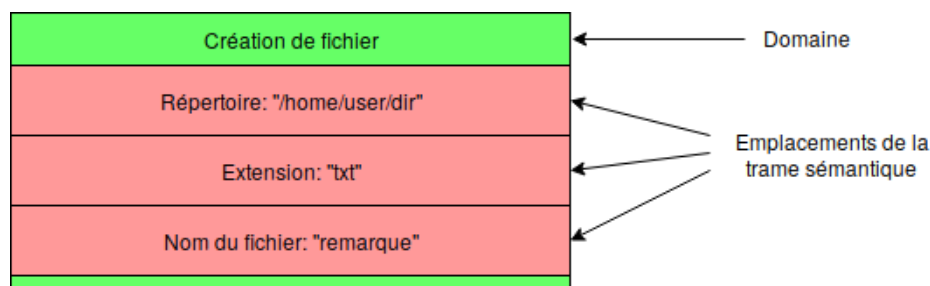 Création de fichier
Domaine
Répertoire: "/home/user/dir"
Extension: "txt"
Nom du fichier: "remarque"
Emplacements de la
trame sémantique